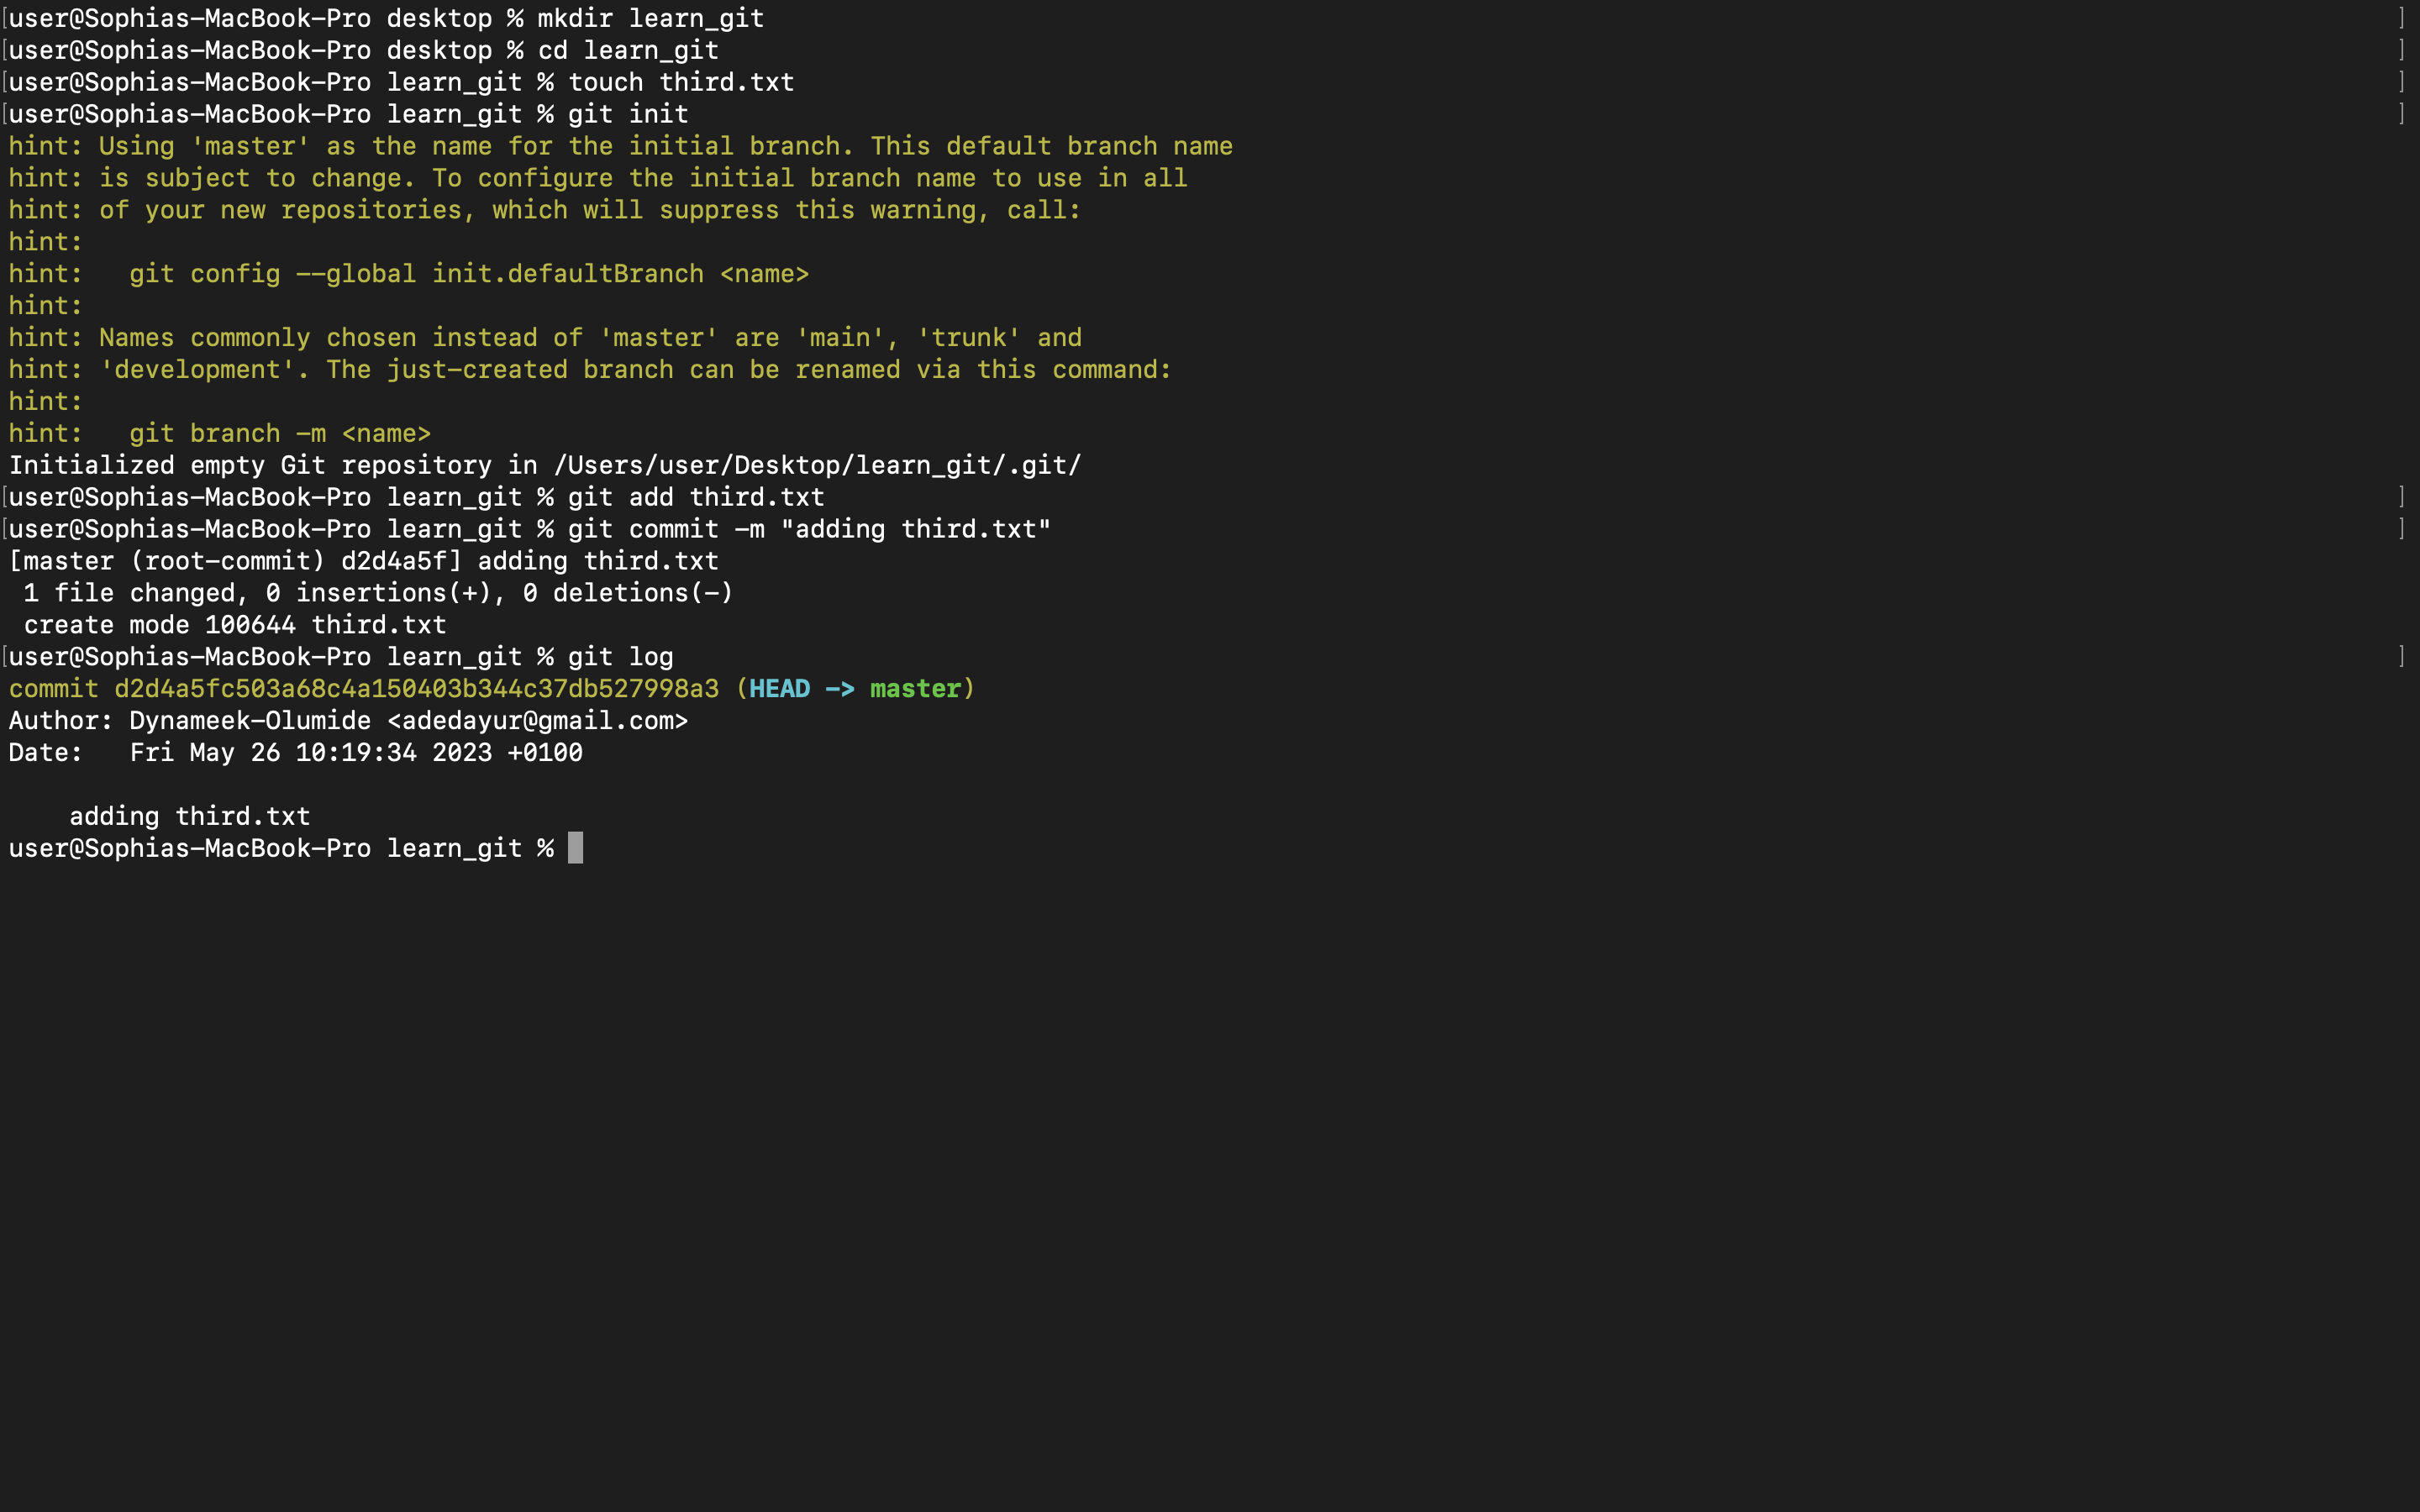 [user@Sophias-MacBook-Pro desktop % mkdir learn_git ]
[user@Sophias-MacBook-Pro desktop % cd learn_git ]
[user@Sophias-MacBook-Pro learn_git % touch third.txt ]
[user@Sophias-MacBook-Pro learn_git % git init ]
hint: Using 'master' as the name for the initial branch. This default branch name
hint: is subject to change. To configure the initial branch name to use in all
hint: of your new repositories, which will suppress this warning, call:
hint:
hint:   git config --global init.defaultBranch <name>
hint:
hint: Names commonly chosen instead of 'master' are 'main', 'trunk' and
hint: 'development'. The just-created branch can be renamed via this command:
hint:
hint:   git branch -m <name>
Initialized empty Git repository in /Users/user/Desktop/learn_git/.git/
[user@Sophias-MacBook-Pro learn_git % git add third.txt ]
[user@Sophias-MacBook-Pro learn_git % git commit -m "adding third.txt" ]
[master (root-commit) d2d4a5f] adding third.txt
 1 file changed, 0 insertions(+), 0 deletions(-)
 create mode 100644 third.txt
[user@Sophias-MacBook-Pro learn_git % git log ]
commit d2d4a5fc503a68c4a150403b344c37db527998a3 (HEAD -> master)
Author: Dynameek-Olumide <adedayur@gmail.com>
Date:   Fri May 26 10:19:34 2023 +0100
    adding third.txt
user@Sophias-MacBook-Pro learn_git %